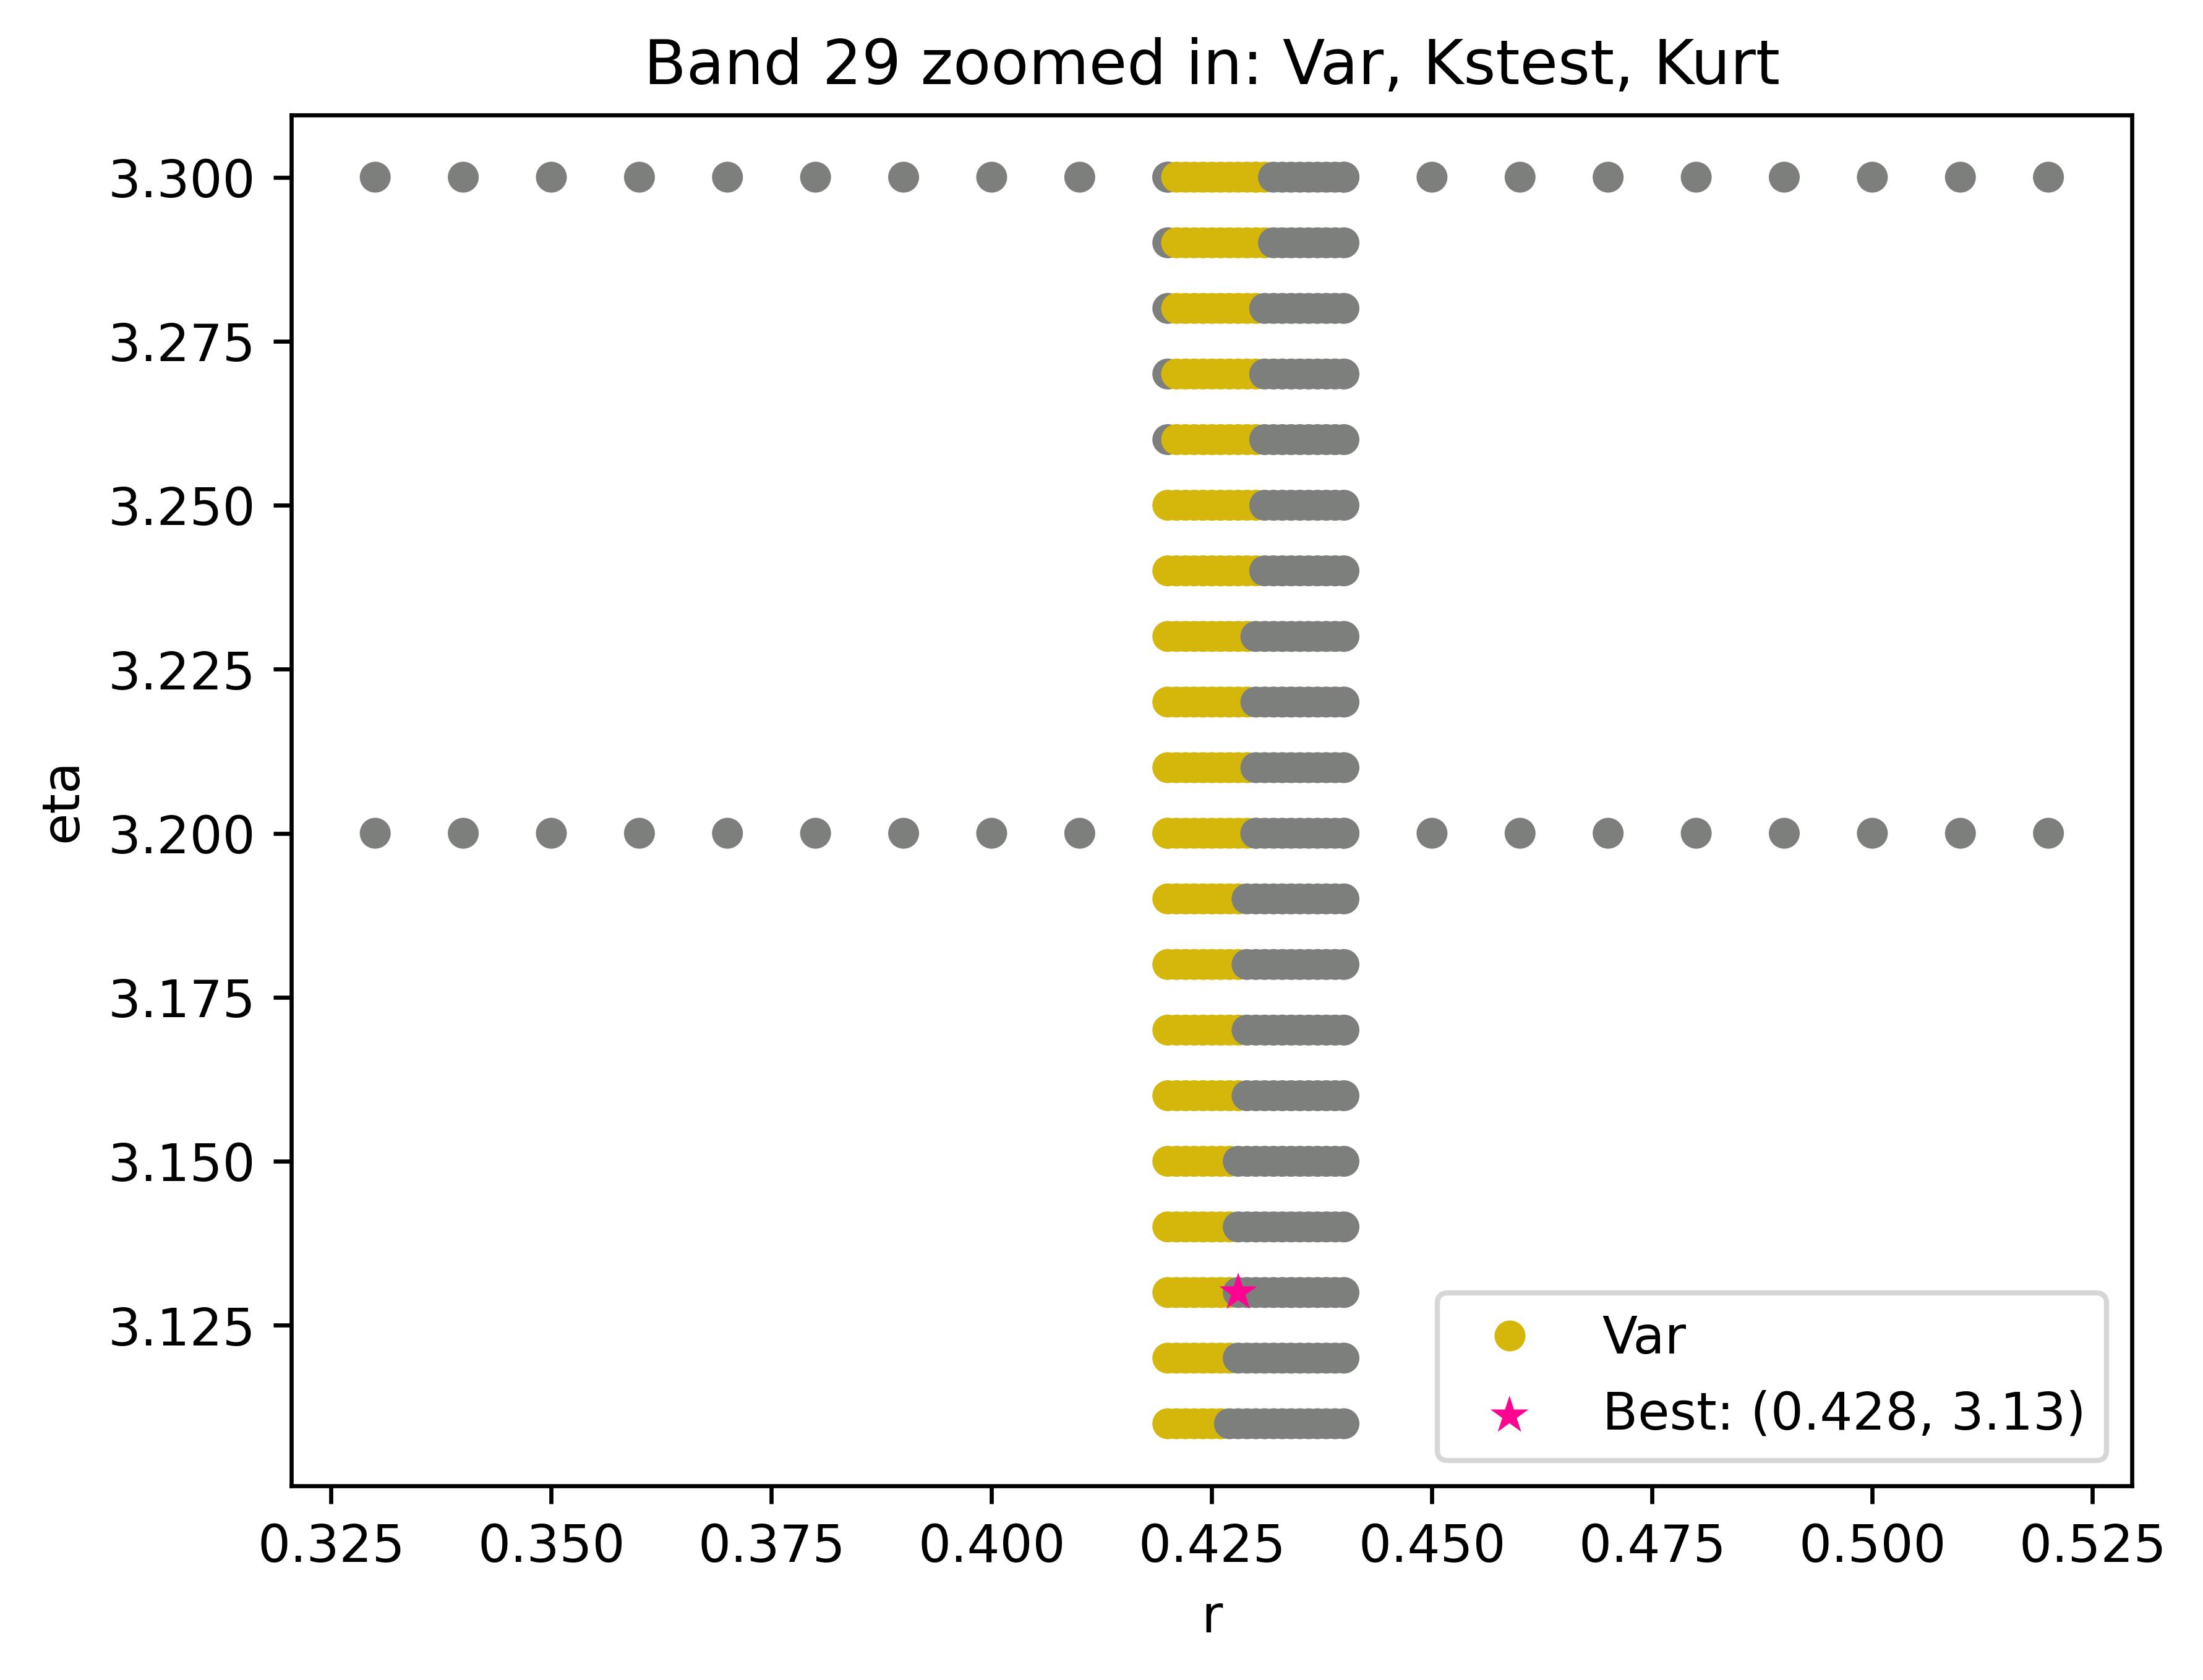 Band 29 zoomed in: Var, Kstest, Kurt
3.300
3.275
3.250
3.225
3.200
3.175
3.150
3.125
eta
Var
Best: (0.428, 3.13)
0.325 0.350 0.375 0.400 0.425 0.450 0.475 0.500 0.525
r